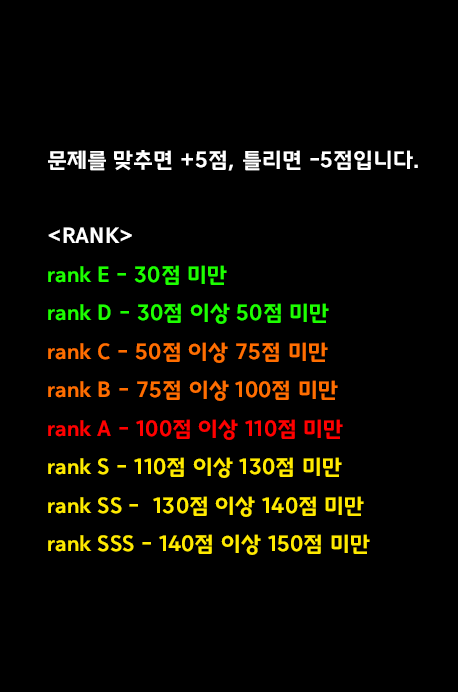 문제를 맞추면 +5점, 틀리면 -5점입니다.
<RANK>
rank E - 30점 미만
rank D - 30점 이상 50점 미만
rank C - 50점 이상 75점 미만
rank B - 75점 이상 100점 미만
rank A - 100점 이상 110점 미만
rank S - 110점 이상 130점 미만
rank SS -  130점 이상 140점 미만
rank SSS - 140점 이상 150점 미만